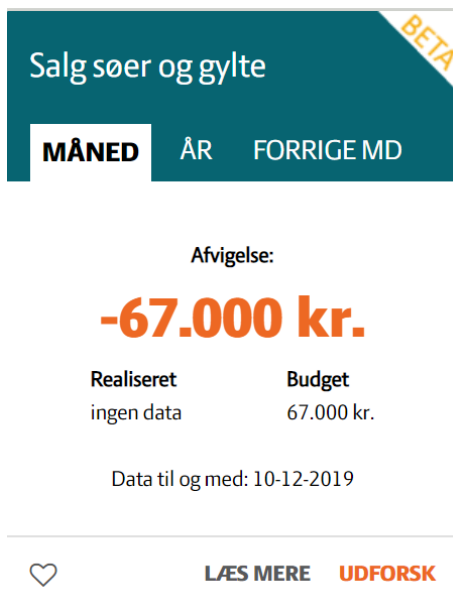 BETA
Salg søer og gylte
MÅNED ÅR FORRIGE MD
Afvigelse:
-67.000 kr.
Realiseret Budget
ingen data 67.000 kr.
Data til og med: 10-12-2019
LÆS MERE UDFORSK